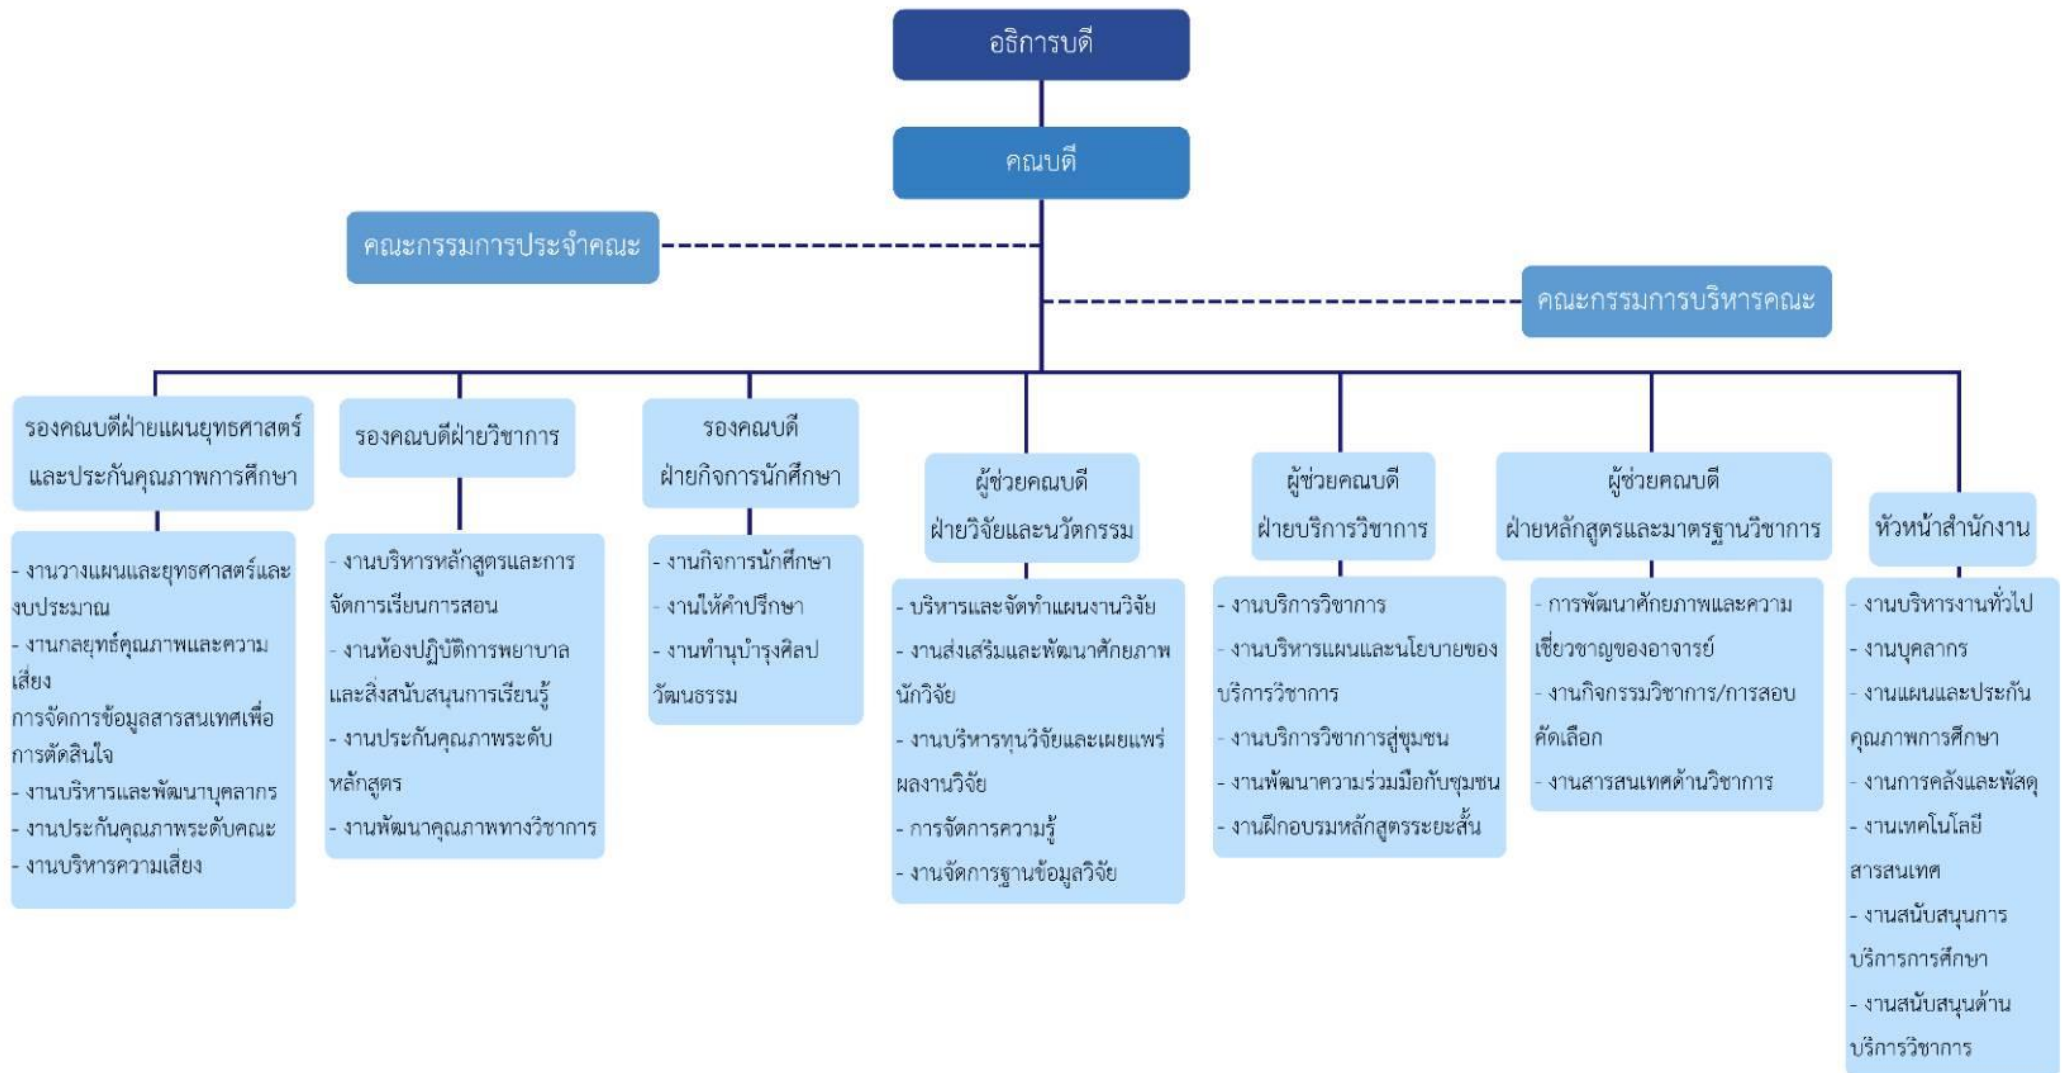 อธิการบดี
คณบดี
คณะกรรมการประจำคณะ
คณะกรรมการบริหารคณะ
รองคณบดีฝ่ายแผนยุทธศาสตร์
และประกันคุณภาพการศึกษา
- งานวางแผนและยุทธศาสตร์และ
งบประมาณ
- งานกลยุทธ์คุณภาพและความ
เสี่ยง
การจัดการข้อมูลสารสนเทศเพื่อ
การตัดสินใจ
- งานบริหารและพัฒนาบุคลากร
- งานประกันคุณภาพระดับคณะ
- งานบริหารความเสี่ยง
รองคณบดีฝ่ายวิชาการ
- งานบริหารหลักสูตรและการ
จัดการเรียนการสอน
- งานห้องปฏิบัติการพยาบาล
และสิ่งสนับสนุนการเรียนรู้
- งานประกันคุณภาพระดับ
หลักสูตร
- งานพัฒนาคุณภาพทางวิชาการ
รองคณบดี
ฝ่ายกิจการนักศึกษา
- งานกิจการนักศึกษา
- งานให้คำปรึกษา
- งานทำนุบำรุงศิลป
วัฒนธรรม
ผู้ช่วยคณบดี
ฝ่ายวิจัยและนวัตกรรม
- บริหารและจัดทำแผนงานวิจัย
- งานส่งเสริมและพัฒนาศักยภาพ
นักวิจัย
- งานบริหารทุนวิจัยและเผยแพร่
ผลงานวิจัย
- การจัดการความรู้
- งานจัดการฐานข้อมูลวิจัย
ผู้ช่วยคณบดี
ฝ่ายบริการวิชาการ
- งานบริการวิชาการ
- งานบริหารแผนและนโยบายของ
บริการวิชาการ
- งานบริการวิชาการสู่ชุมชน
- งานพัฒนาความร่วมมือกับชุมชน
- งานฝึกอบรมหลักสูตรระยะสั้น
ผู้ช่วยคณบดี
ฝ่ายหลักสูตรและมาตรฐานวิชาการ
- การพัฒนาศักยภาพและความ
เชี่ยวชาญของอาจารย์
- งานกิจกรรมวิชาการ/การสอบ
คัดเลือก
- งานสารสนเทศด้านวิชาการ
หัวหน้าสำนักงาน
- งานบริหารงานทั่วไป
- งานบุคลากร
- งานแผนและประกัน
คุณภาพการศึกษา
- งานการคลังและพัสดุ
- งานเทคโนโลยี
สารสนเทศ
- งานสนับสนุนการ
บริการการศึกษา
- งานสนับสนุนด้าน
บริการวิชาการ